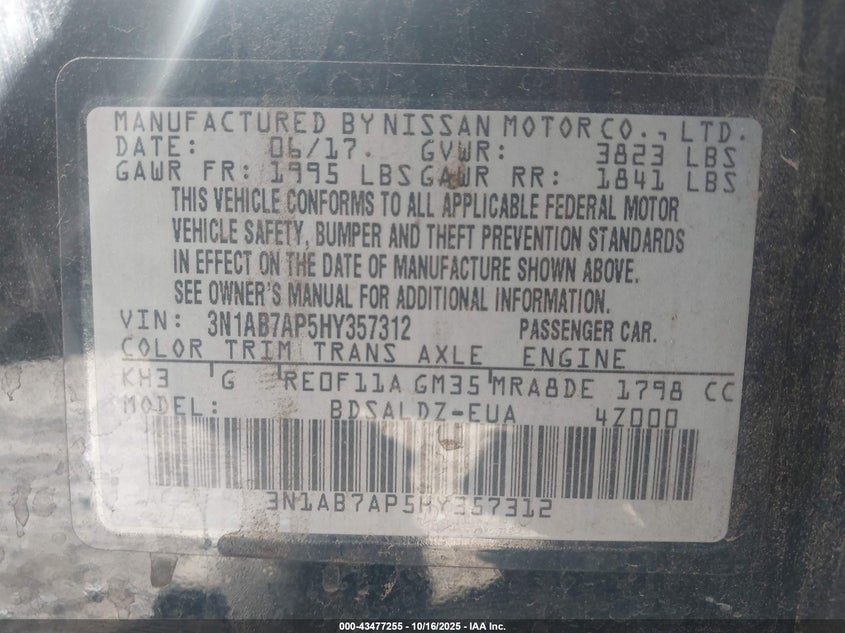 MANUFACTURED BY NISSAN MOTOR CO., LTD.
DATE: 06/17. GVWR: 3823 LBS
GAWR FR: 1995 LBS GAWR RR: 1841 LBS
THIS VEHICLE CONFORMS TO ALL APPLICABLE FEDERAL MOTOR
VEHICLE SAFETY, BUMPER AND THEFT PREVENTION STANDARDS
IN EFFECT ON THE DATE OF MANUFACTURE SHOWN ABOVE.
SEE OWNER'S MANUAL FOR ADDITIONAL INFORMATION.
VIN: 3N1AB7AP5HY357312 PASSENGER CAR.
COLOR TRIM TRANS AXLE ENGINE
KH3 G RE0F11A GM35 MRA8DE 1798 CC
MODEL: BDSALDZ-EUA 4Z000
3N1AB7AP5HY357312
000-43477255 - 10/16/2025 - IAA Inc.